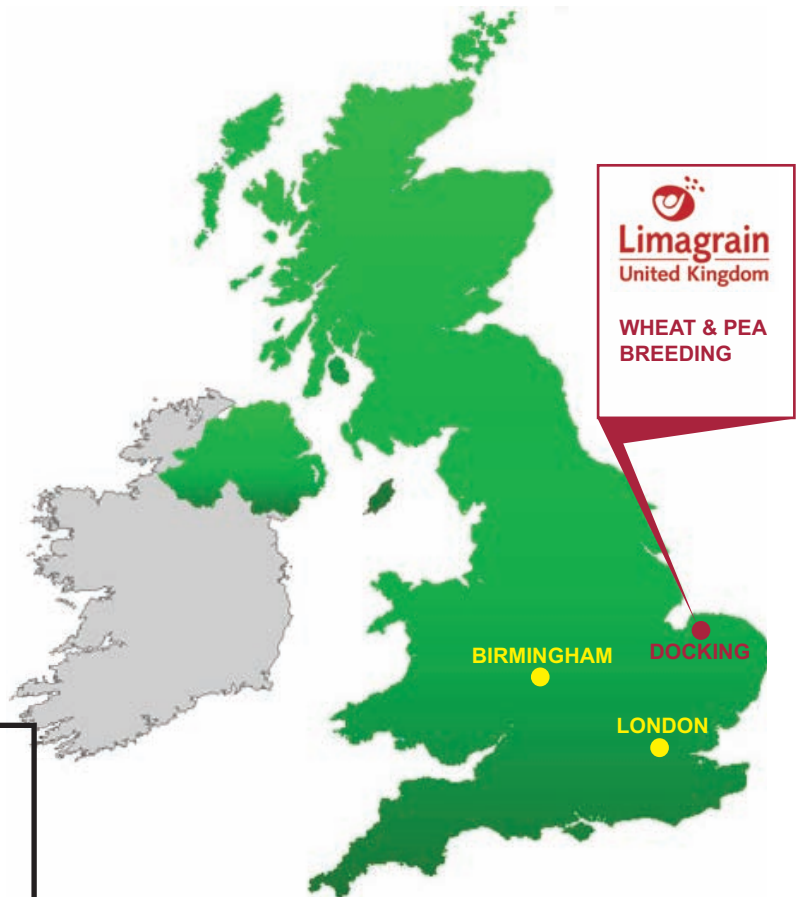 Limagrain
United Kingdom
WHEAT & PEA
BREEDING
BIRMINGHAM
DOCKING
LONDON